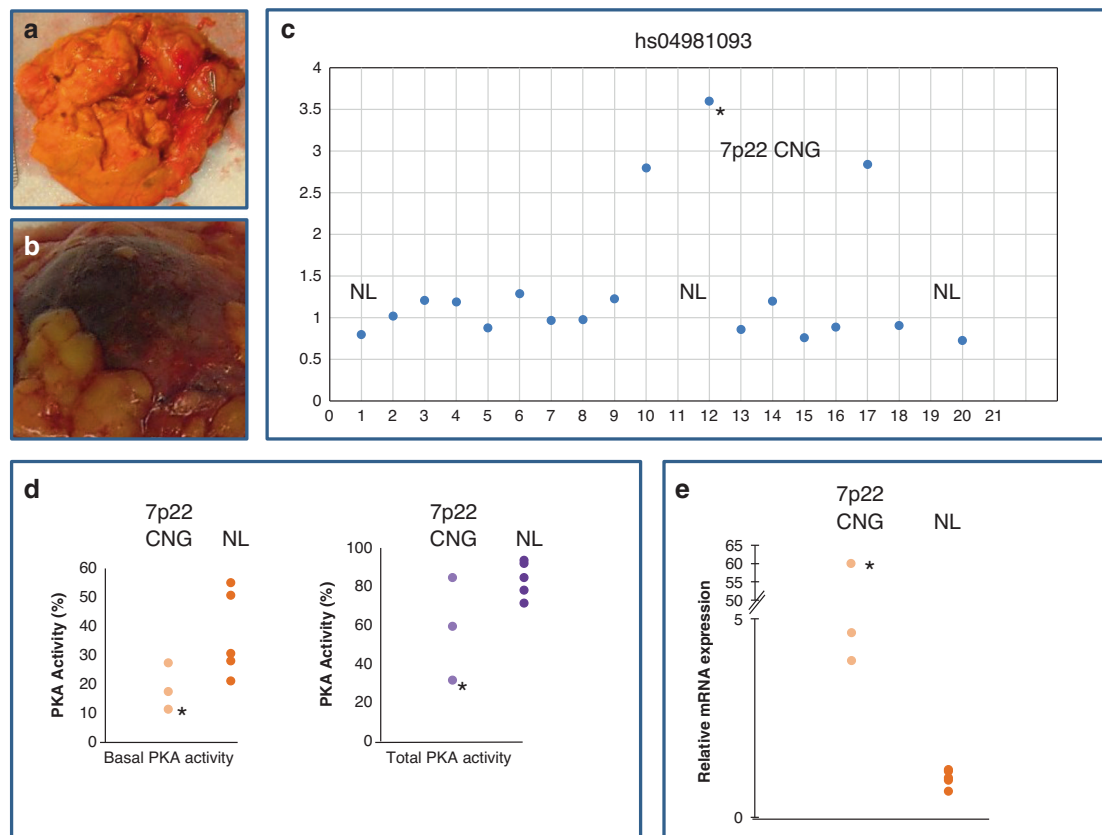 a
b
c
hs04981093
4
3.5
3
2.5
2
1.5
1
0.5
0
*
7p22 CNG
NL
NL
NL
0 1 2 3 4 5 6 7 8 9 10 11 12 13 14 15 16 17 18 19 20 21
d
7p22
CNG
NL
PKA Activity (%)
60
50
40
30
20
10
0
*
Basal PKA activity
7p22
CNG
NL
PKA Activity (%)
100
80
60
40
20
0
*
Total PKA activity
e
7p22
CNG
NL
Relative mRNA expression
65
60
55
50
5
0
*